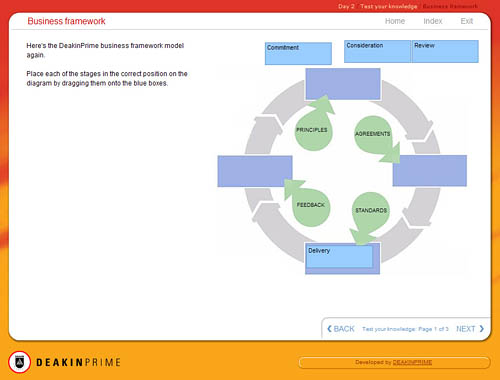 Day 2 : Test your knowledge : Business framework
Business framework
Home Index Exit
Here's the DeakinPrime business framework model
again.
Place each of the stages in the correct position on the
diagram by dragging them onto the blue boxes.
Commitment
Consideration
Review
PRINCIPLES
AGREEMENTS
FEEDBACK
STANDARDS
Delivery
BACK Test your knowledge: Page 1 of 3 NEXT
DEAKINPRIME
Developed by DEAKINPRIME